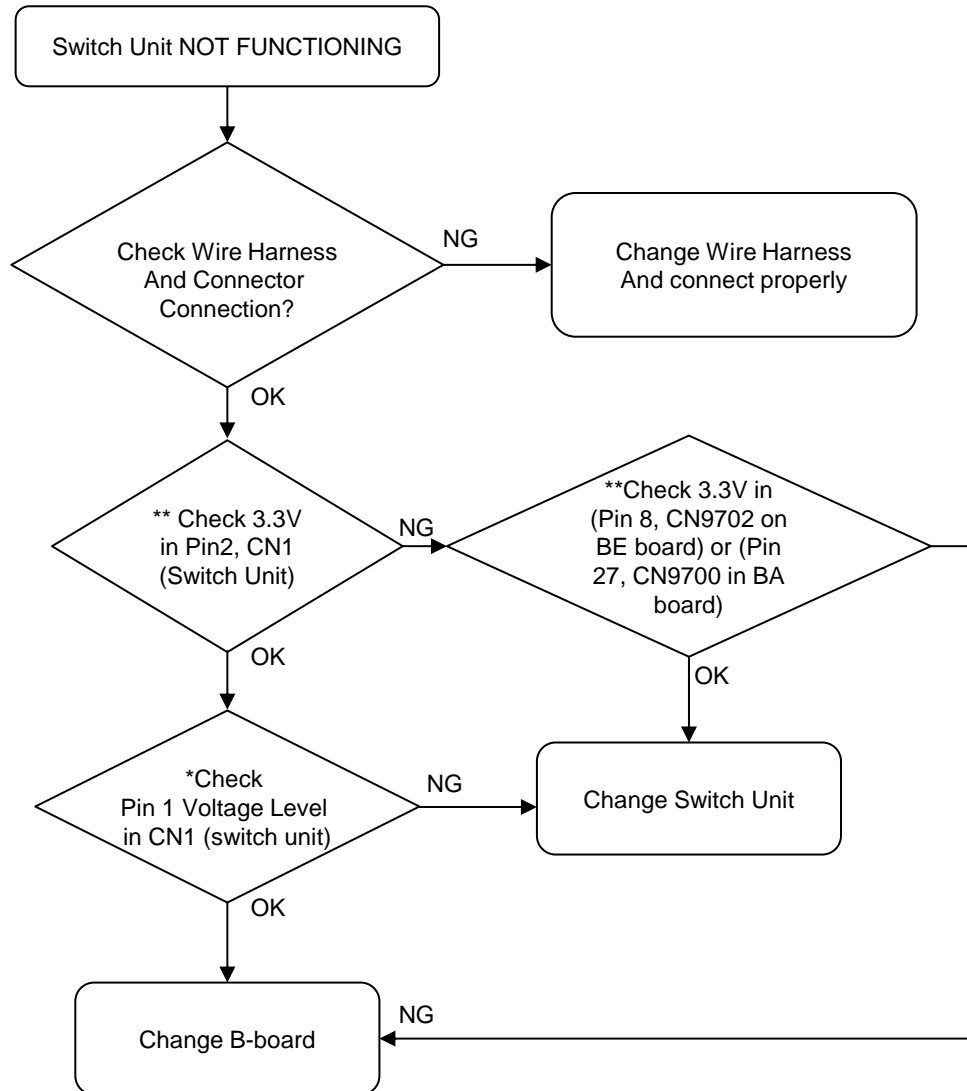 Switch Unit NOT FUNCTIONING
Check Wire Harness
And Connector
Connection?
NG
Change Wire Harness
And connect properly
OK
** Check 3.3V
in Pin2, CN1
(Switch Unit)
NG
**Check 3.3V in
(Pin 8, CN9702 on
BE board) or (Pin
27, CN9700 in BA
board)
OK
OK
*Check
Pin 1 Voltage Level
in CN1 (switch unit)
NG
Change Switch Unit
OK
Change B-board
NG